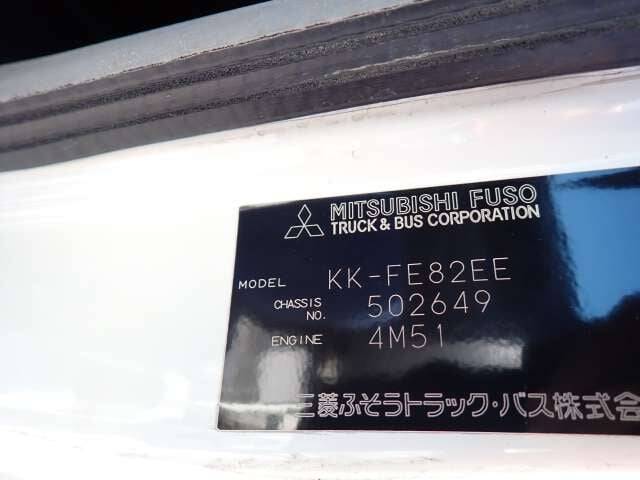 MITSUBISHI FUSO
TRUCK & BUS CORPORATION
MODEL KK-FE82EE
CHASSIS NO. 502649
ENGINE 4M51
三菱ふそうトラック・バス株式会